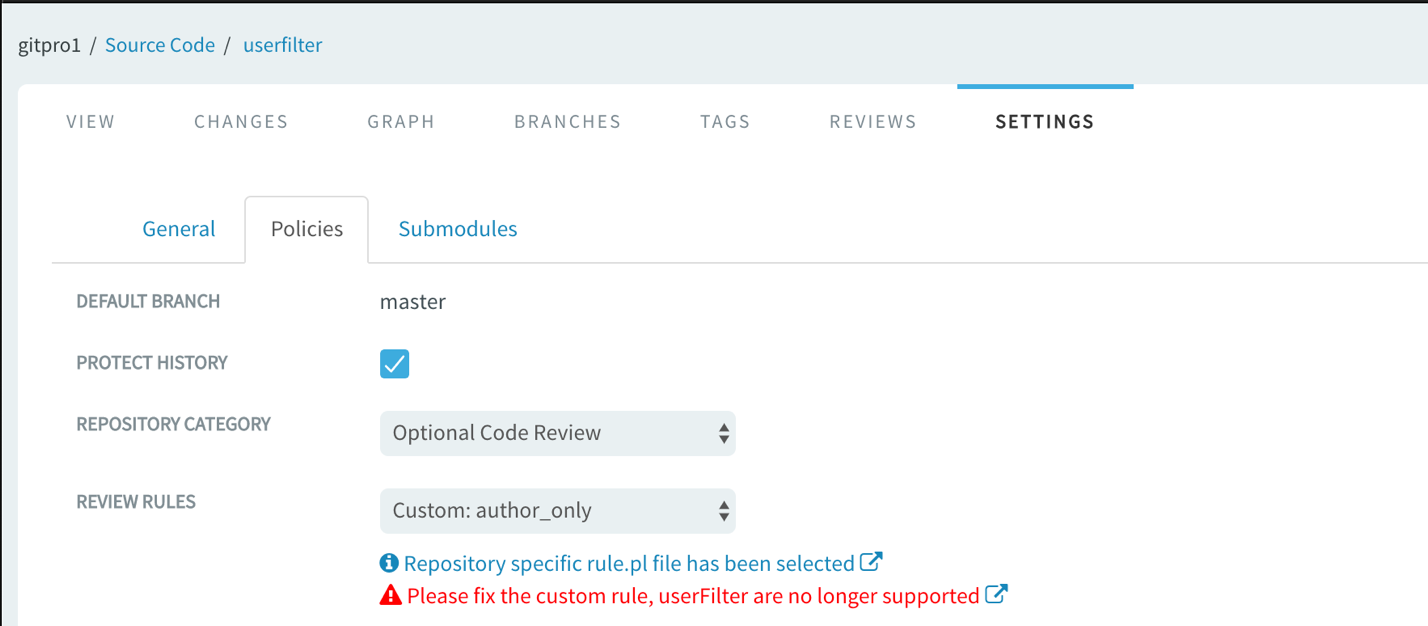 gitpro1 / Source Code / userfilter
VIEW CHANGES GRAPH BRANCHES TAGS REVIEWS SETTINGS
General Policies Submodules
DEFAULT BRANCH master
PROTECT HISTORY
REPOSITORY CATEGORY Optional Code Review
REVIEW RULES Custom: author_only
Repository specific rule.pl file has been selected
Please fix the custom rule, userFilter are no longer supported